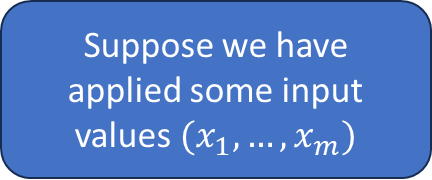 Suppose we have
applied some input
values (𝑥₁, … , 𝑥ₘ)